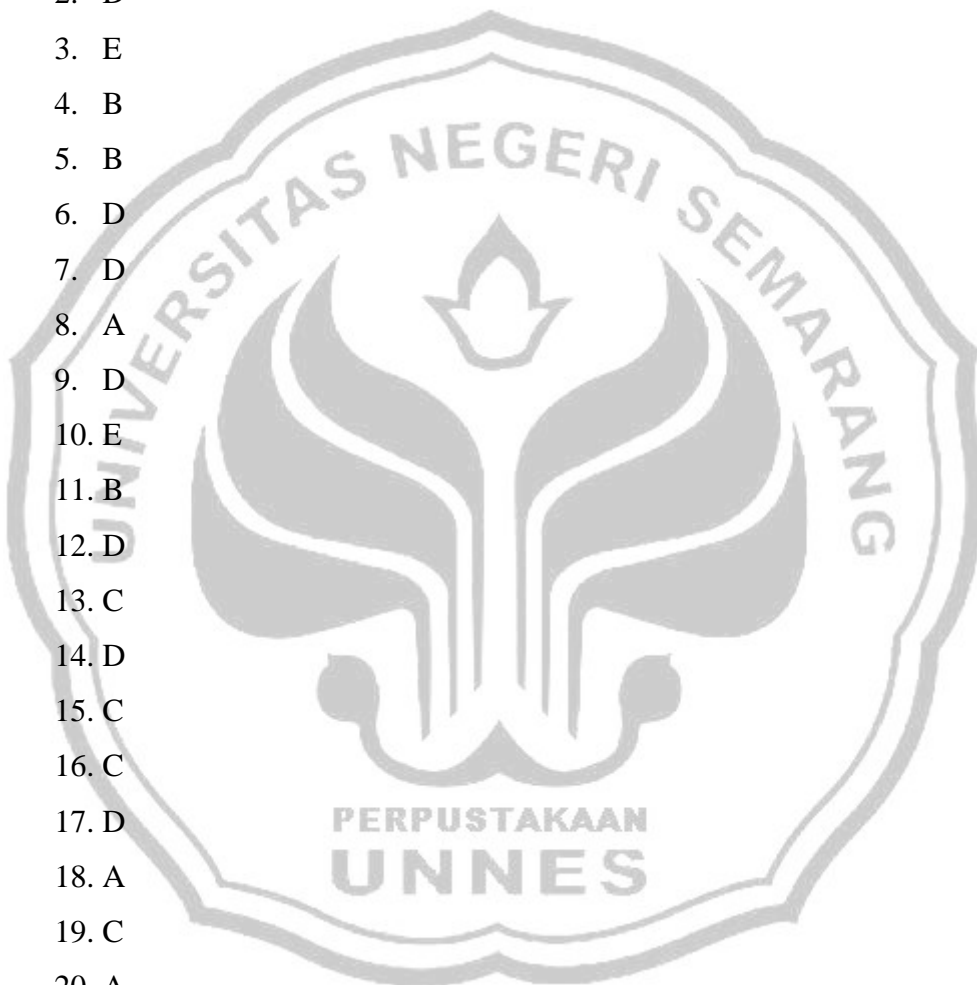 3. E
4. B
5. B
6. D
7. D
8. A
9. D
10. E
11. B
12. D
13. C
14. D
15. C
16. C
17. D
18. A
19. C
20. A
UNIVERSITAS NEGERI SEMARANG
PERPUSTAKAAN
UNNES